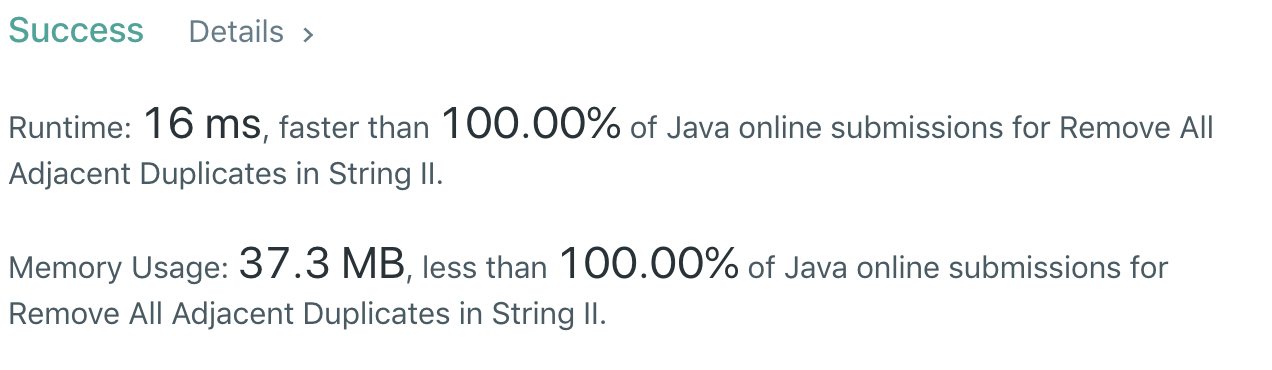 Success Details >
Runtime: 16 ms, faster than 100.00% of Java online submissions for Remove All
Adjacent Duplicates in String II.
Memory Usage: 37.3 MB, less than 100.00% of Java online submissions for
Remove All Adjacent Duplicates in String II.